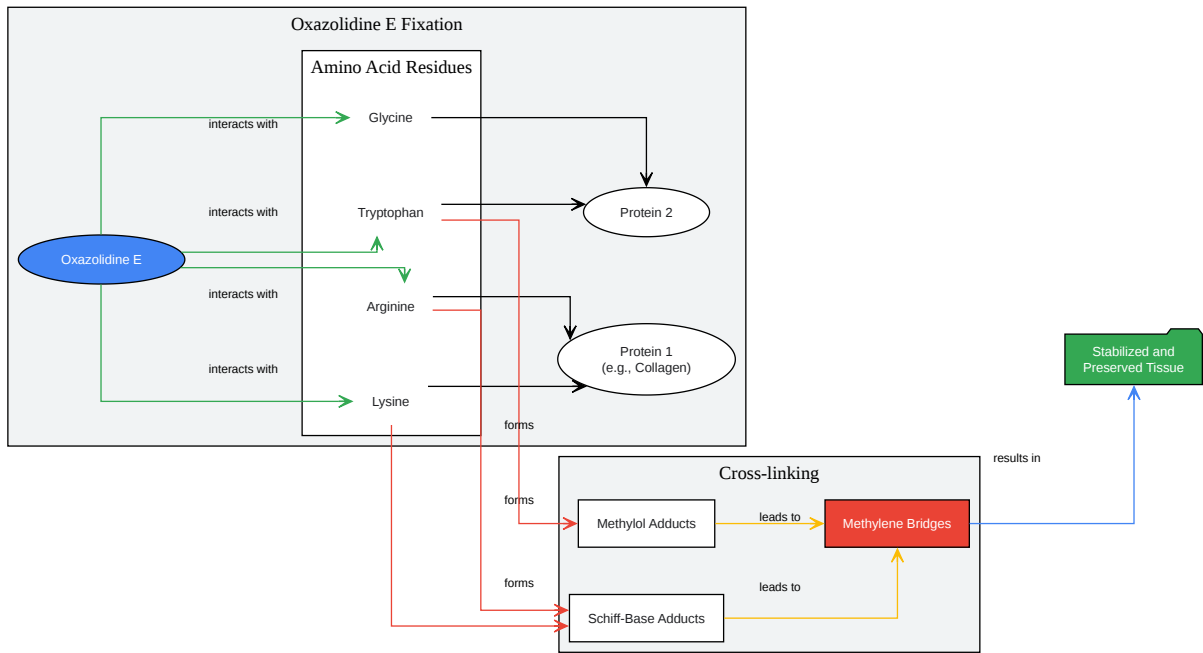 Oxazolidine E Fixation
Amino Acid Residues
Glycine
interacts with
interacts with
Tryptophan
Protein 2
Oxazolidine E
interacts with
Arginine
Protein 1
(e.g., Collagen)
interacts with
Lysine
Stabilized and
Preserved Tissue
forms
results in
Cross-linking
forms
Methylol Adducts
leads to
Methylene Bridges
forms
leads to
Schiff-Base Adducts